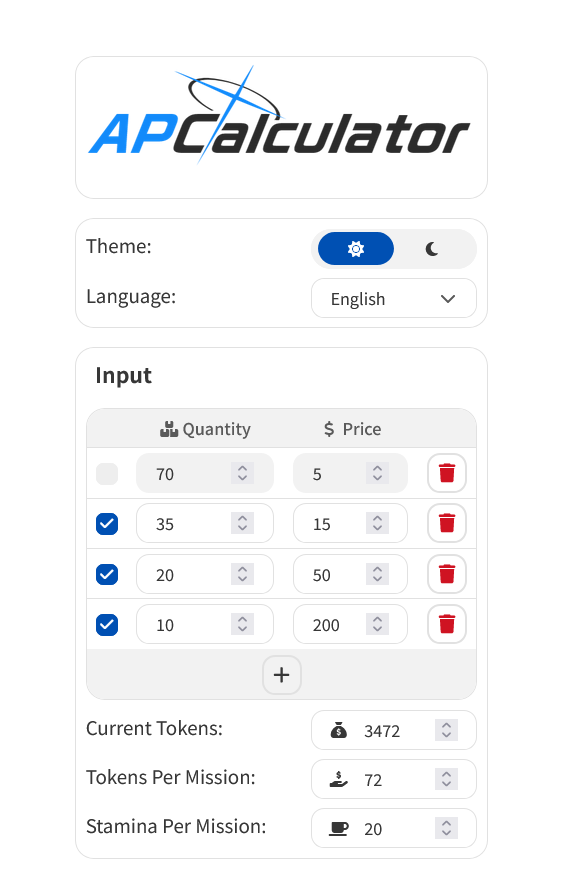 APCalculator
Theme:
Language: English
Input
Quantity $ Price
70 5
35 15
20 50
10 200
+
Current Tokens: 3472
Tokens Per Mission: 72
Stamina Per Mission: 20